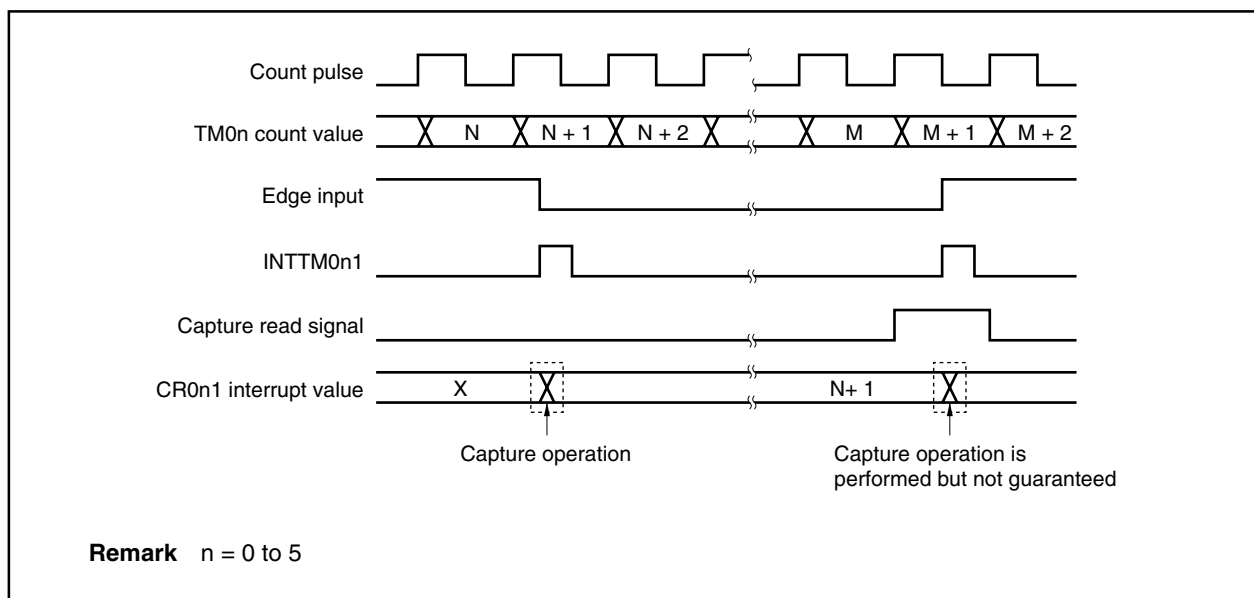 Count pulse
TM0n count value
N
N + 1
N + 2
M
M + 1
M + 2
Edge input
INTTM0n1
Capture read signal
CR0n1 interrupt value
X
N+ 1
Capture operation
Capture operation is
performed but not guaranteed
Remark n = 0 to 5